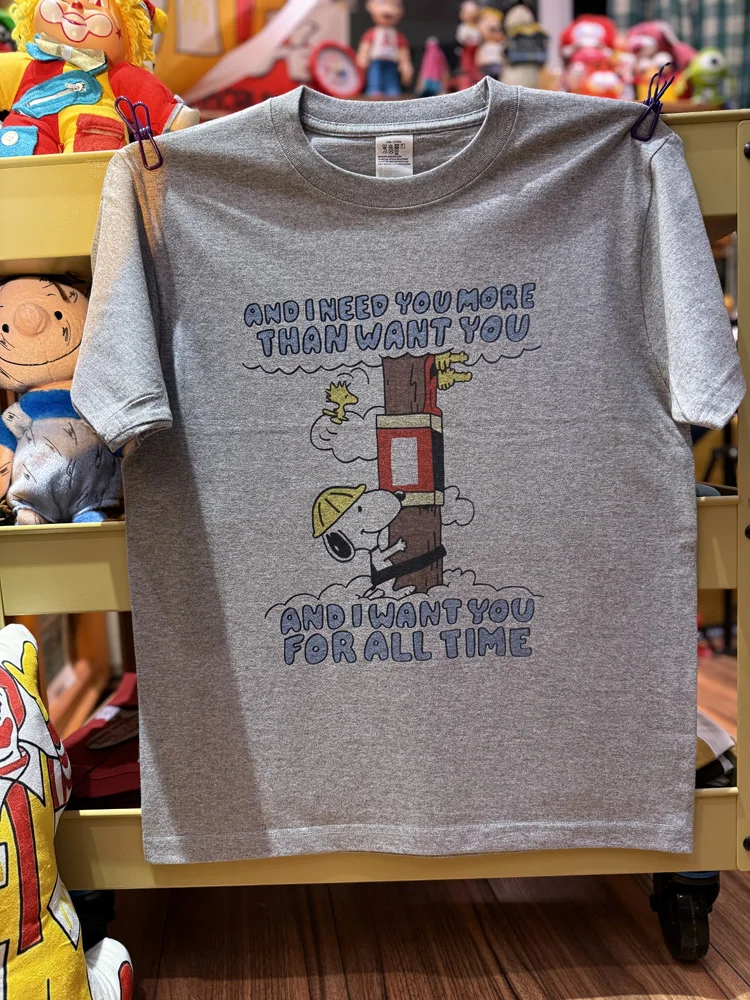 AND I NEED YOU MORE
THAN WANT YOU
AND I WANT YOU
FOR ALL TIME